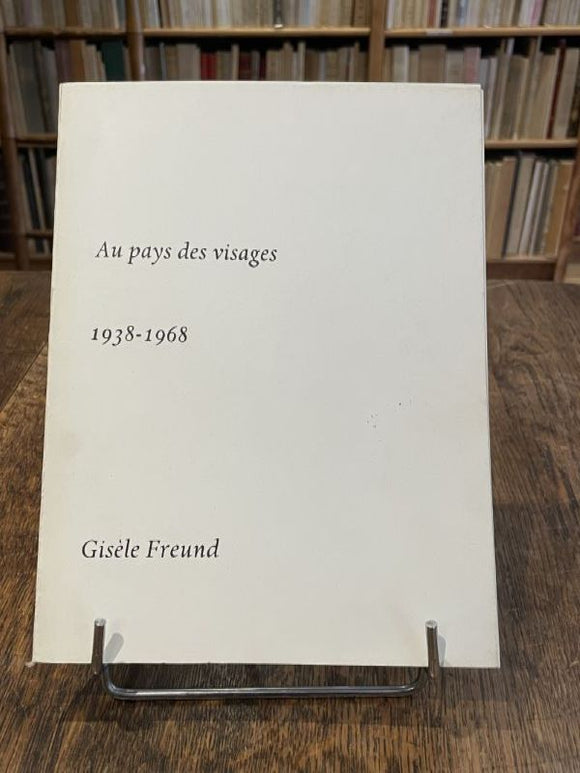 Au pays des visages
1938-1968
Gisèle Freund